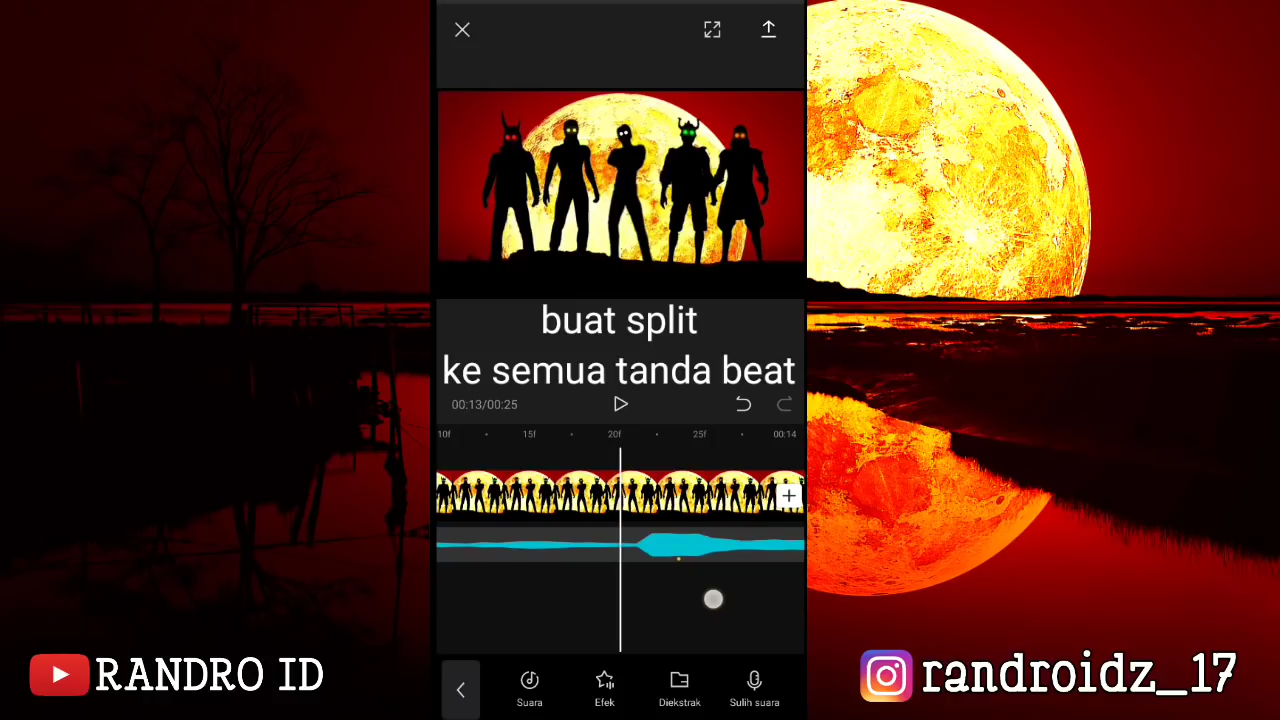 buat split
ke semua tanda beat
00:13/00:25
10f 15f 20f 25f 00:14
Suara Efek Diekstrak Sulih suara
RANDRO ID
randroidz_17